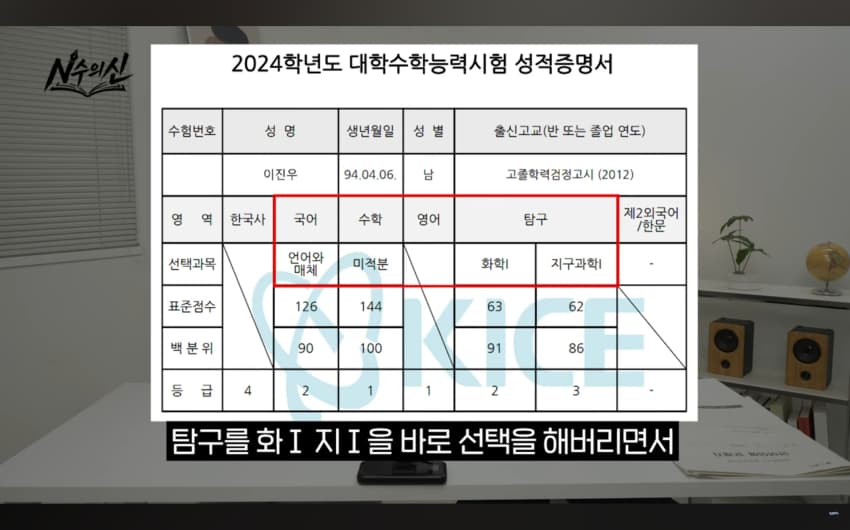 N수의신
2024학년도 대학수학능력시험 성적증명서
수험번호 성 명 생년월일 성 별 출신고교(반 또는 졸업 연도)
이진우 94.04.06. 남 고졸학력검정고시 (2012)
영 역 한국사 국어 수학 영어 탐구 제2외국어
/한문
선택과목 언어와
매체 미적분 화학I 지구과학I -
표준점수 126 144 63 62
백 분 위 90 100 91 86
등 급 4 2 1 1 2 3 -
KICE
탐구를 화Ⅰ 지Ⅰ을 바로 선택을 해버리면서